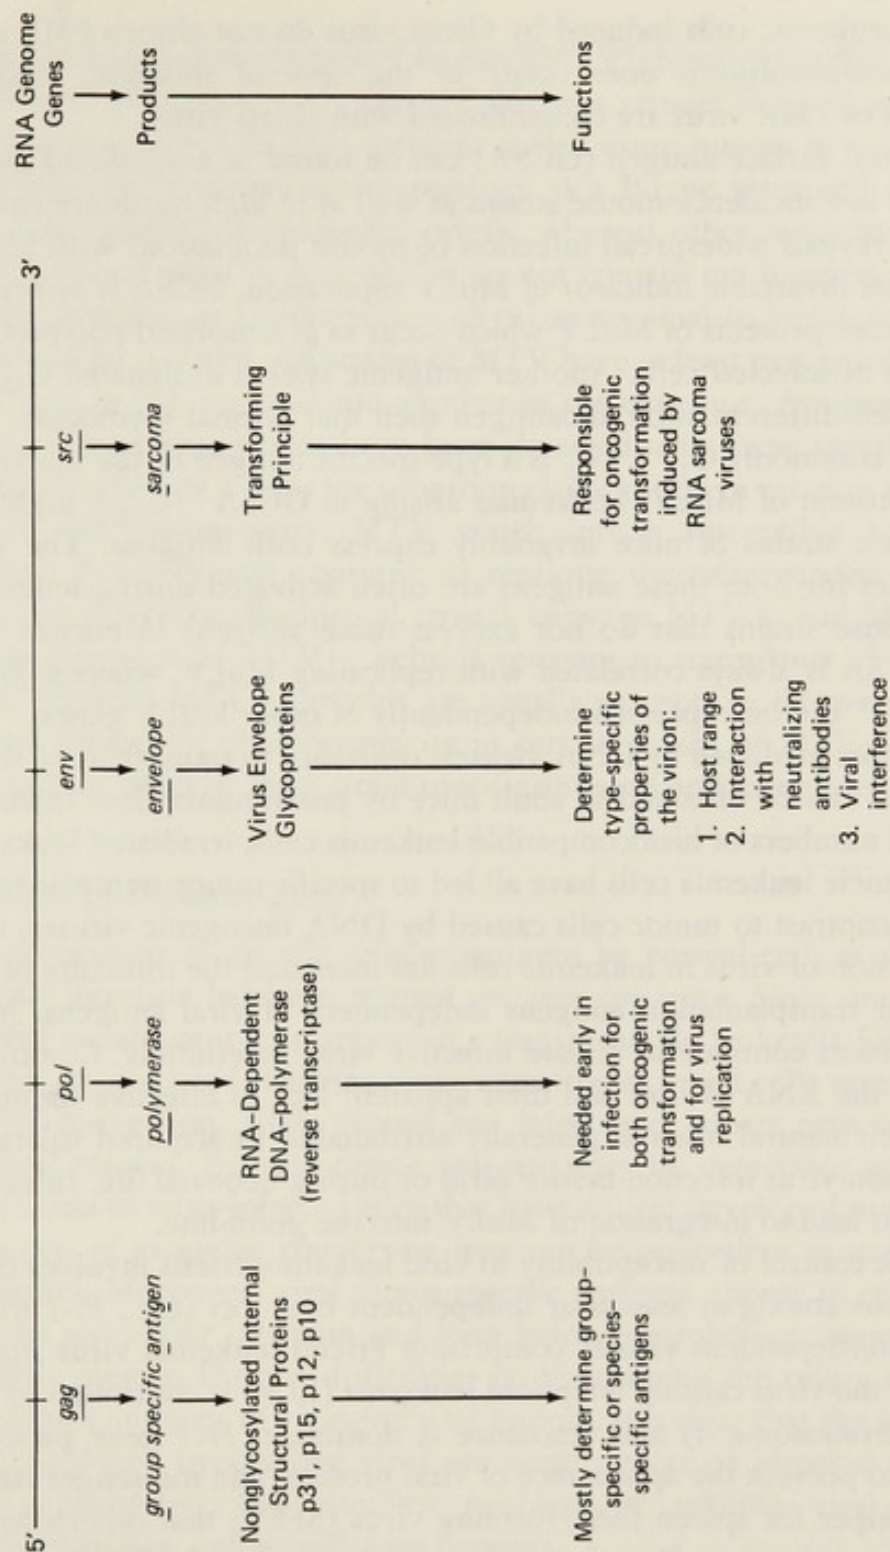 5′ 3′ RNA Genome
gag pol env src Genes
group specific antigen polymerase envelope sarcoma Products
Nonglycosylated Internal
Structural Proteins
p31, p15, p12, p10
RNA–Dependent
DNA–polymerase
(reverse transcriptase)
Virus Envelope
Glycoproteins
Transforming
Principle
Mostly determine group–
specific or species–
specific antigens
Needed early in
infection for
both oncogenic
transformation
and for virus
replication
Determine
type–specific
properties of
the virion:
1. Host range
2. Interaction
with
neutralizing
antibodies
3. Viral
interference
Responsible
for oncogenic
transformation
induced by
RNA sarcoma
viruses
Functions